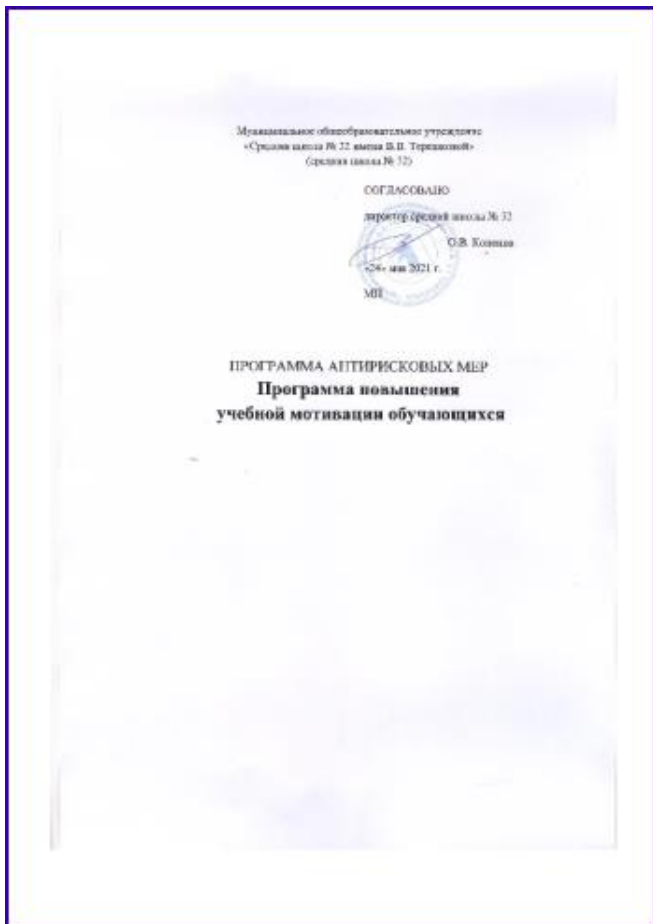 Муниципальное общеобразовательное учреждение
«Средняя школа № 32 имени В.В. Терешковой»
(средняя школа № 32)
СОГЛАСОВАНО
директор средней школы № 32
О.В.
«24» мая 2021 г.
МП
ПРОГРАММА АНТИРИСКОВЫХ МЕР
Программа повышения
учебной мотивации обучающихся